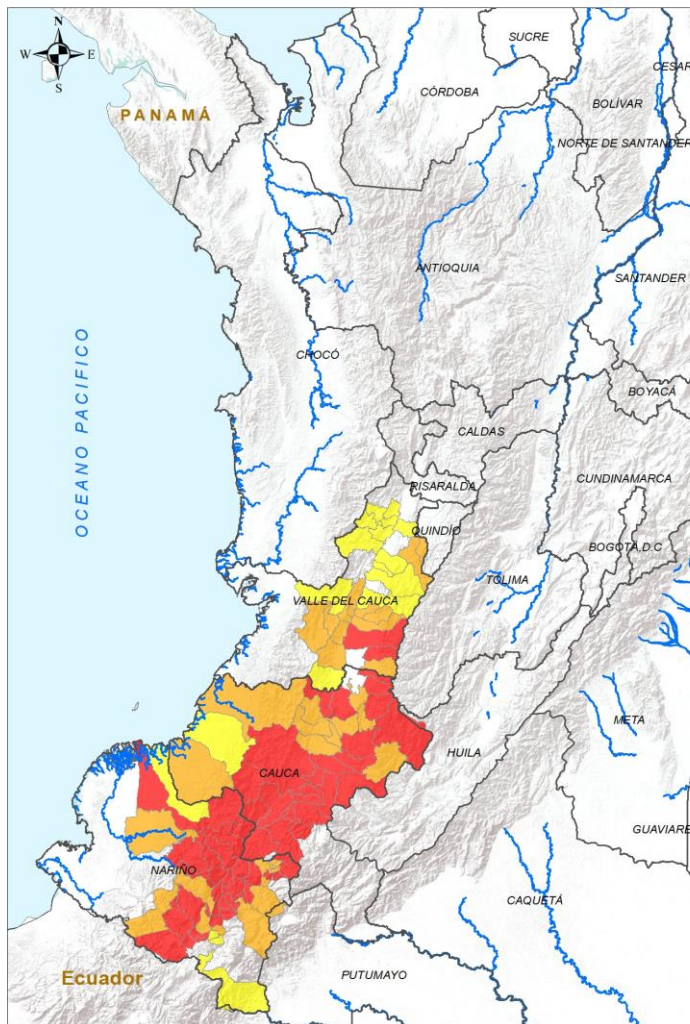 N
W
E
S
SUCRE
CESAR
CÓRDOBA
BOLÍVAR
PANAMÁ
NORTE DE SANTANDER
ANTIOQUIA
SANTANDER
OCEANO PACIFICO
CHOCÓ
BOYACÁ
CALDAS
CUNDINAMARCA
RISARALDA
QUINDÍO
BOGOTÁ,D.C
TOLIMA
VALLE DEL CAUCA
META
HUILA
CAUCA
GUAVIARE
NARIÑO
CAQUETÁ
Ecuador
PUTUMAYO